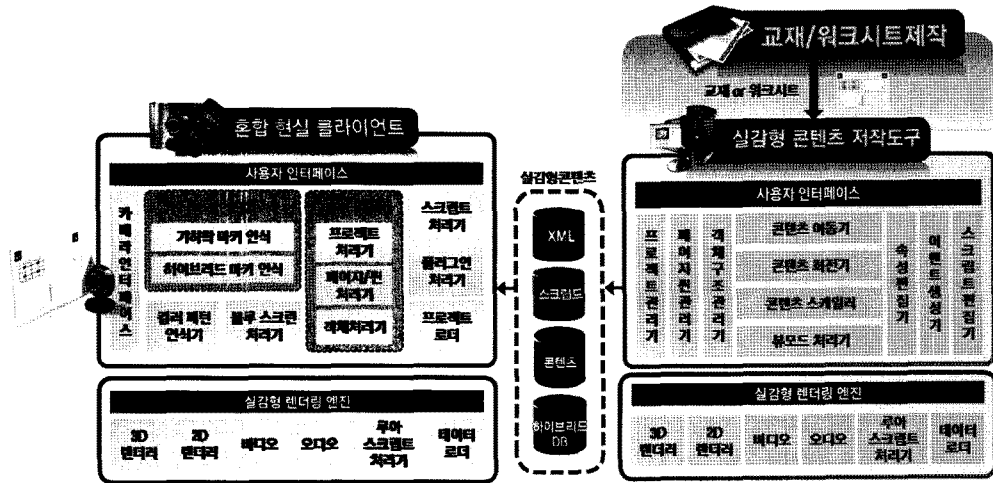 교재/워크시트제작
교재 or 워크시트
혼합 현실 클라이언트
사용자 인터페이스
카메라인터페이스
기하학 마커 인식
하이브리드 마커 인식
컬러 패턴
인식기
블루 스크린
처리기
프로젝트
처리기
페이지/씬
처리기
객체처리기
스크립트
처리기
플러그인
처리기
프로젝트
로더
실감형 렌더링 엔진
3D
렌더러
2D
렌더러
비디오
오디오
루아
스크립트
처리기
데이터
로더
실감형콘텐츠
XML
스크립트
콘텐츠
하이브리드
DB
실감형 콘텐츠 저작도구
사용자 인터페이스
프로젝트관리기
페이지씬관리기
객체구조관리기
콘텐츠 이동기
콘텐츠 회전기
콘텐츠 스케일러
뷰모드 처리기
속성편집기
이벤트생성기
스크립트편집기
실감형 렌더링 엔진
3D
렌더러
2D
렌더러
비디오
오디오
루아
스크립트
처리기
데이터
로더